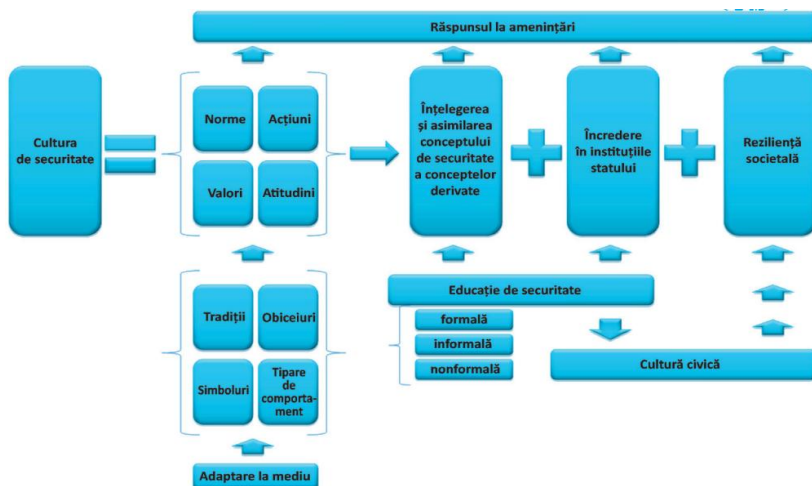 Răspunsul la amenințări
Cultura
de securitate
Norme
Acțiuni
Valori
Atitudini
Înțelegerea
și asimilarea
conceptului
de securitate
a conceptelor
derivate
Încredere
în instituțiile
statului
Reziliență
societală
Tradiții
Obiceiuri
Simboluri
Tipare
de
comporta-
ment
Adaptare la mediu
Educație de securitate
formală
informală
nonformală
Cultură civică